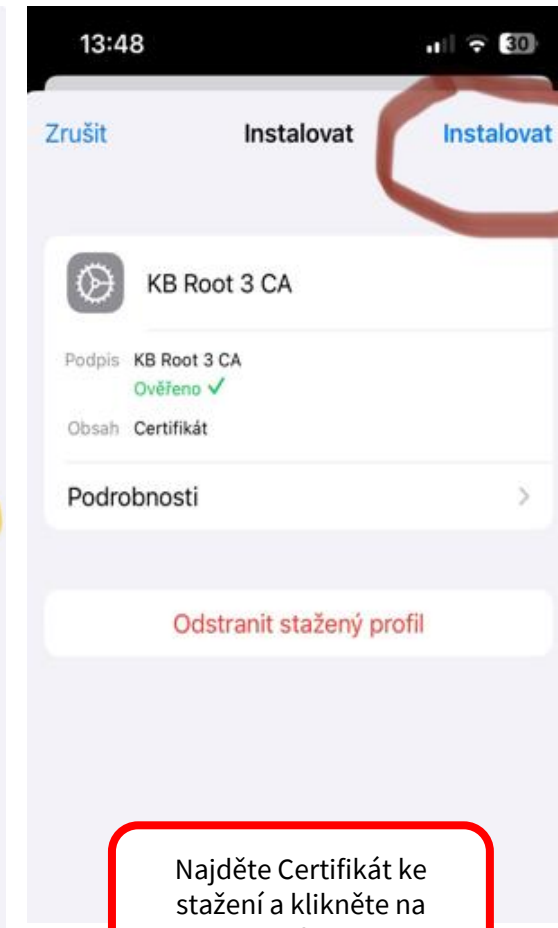 13:48
30
Zrušit
Instalovat
Instalovat
KB Root 3 CA
Podpis KB Root 3 CA
Ověřeno
Obsah Certifikát
Podrobnosti
Odstranit stažený profil
Najděte Certifikát ke
stažení a klikněte na